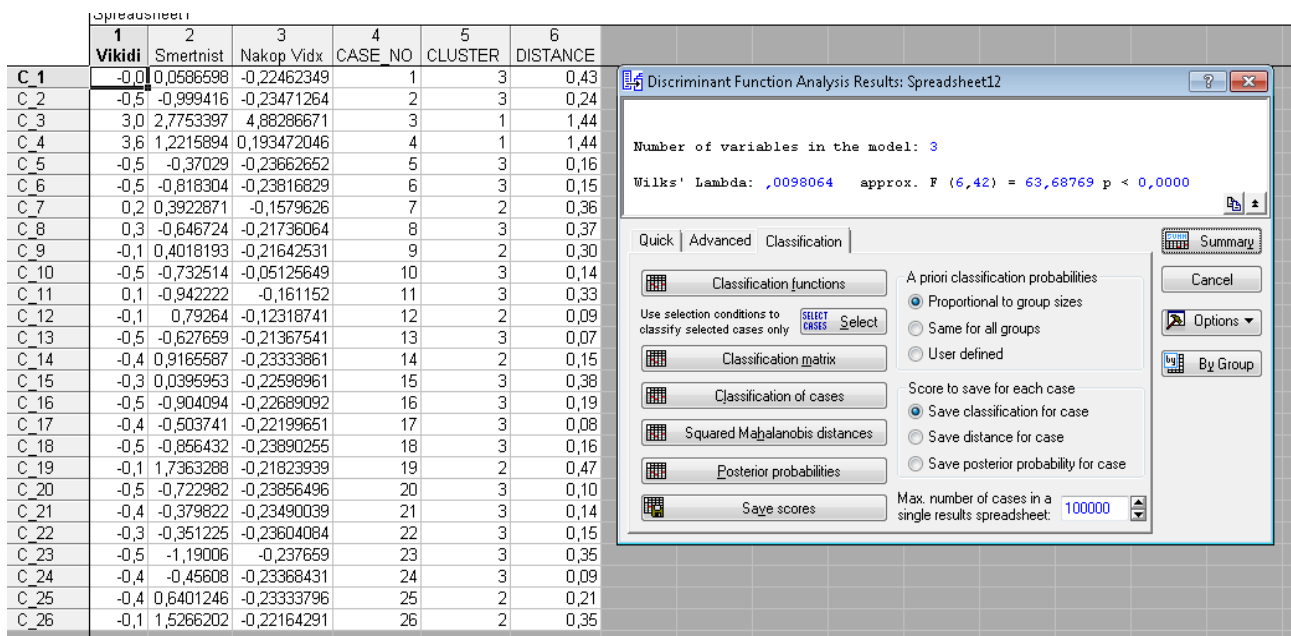 Spreadsheet1
1 2 3 4 5 6
Vikidi Smertnist Nakop Vidx CASE_NO CLUSTER DISTANCE
C_1 -0,0 0,0586598 -0,22462349 1 3 0,43
C_2 -0,5 -0,999416 -0,23471264 2 3 0,24
C_3 3,0 2,7753397 4,88286671 3 1 1,44
C_4 3,6 1,2215894 0,193472046 4 1 1,44
C_5 -0,5 -0,37029 -0,23662652 5 3 0,16
C_6 -0,5 -0,818304 -0,23816829 6 3 0,15
C_7 0,2 0,3922871 -0,1579626 7 2 0,36
C_8 0,3 -0,646724 -0,21736064 8 3 0,37
C_9 -0,1 0,4018193 -0,21642531 9 2 0,30
C_10 -0,5 -0,732514 -0,05125649 10 3 0,14
C_11 0,1 -0,942222 -0,161152 11 3 0,33
C_12 -0,1 0,79264 -0,12318741 12 2 0,09
C_13 -0,5 -0,627659 -0,21367541 13 3 0,07
C_14 -0,4 0,9165587 -0,23333861 14 2 0,15
C_15 -0,3 0,0395953 -0,22598961 15 3 0,38
C_16 -0,5 -0,904094 -0,22689092 16 3 0,19
C_17 -0,4 -0,503741 -0,22199651 17 3 0,08
C_18 -0,5 -0,856432 -0,23890255 18 3 0,16
C_19 -0,1 1,7363288 -0,21823939 19 2 0,47
C_20 -0,5 -0,722982 -0,23856496 20 3 0,10
C_21 -0,4 -0,379822 -0,23490039 21 3 0,14
C_22 -0,3 -0,351225 -0,23604084 22 3 0,15
C_23 -0,5 -1,19006 -0,237659 23 3 0,35
C_24 -0,4 -0,45608 -0,23368431 24 3 0,09
C_25 -0,4 0,6401246 -0,23333796 25 2 0,21
C_26 -0,1 1,5266202 -0,22164291 26 2 0,35
Discriminant Function Analysis Results: Spreadsheet12
Number of variables in the model: 3
Wilks' Lambda: ,0098064 approx. F (6,42) = 63,68769 p < 0,0000
Quick Advanced Classification
Summary
Cancel
Options
By Group
Classification functions
Use selection conditions to
classify selected cases only
SELECT CASES Select
Classification matrix
Classification of cases
Squared Mahalanobis distances
Posterior probabilities
Save scores
A priori classification probabilities
Proportional to group sizes
Same for all groups
User defined
Score to save for each case
Save classification for case
Save distance for case
Save posterior probability for case
Max. number of cases in a
single results spreadsheet: 100000